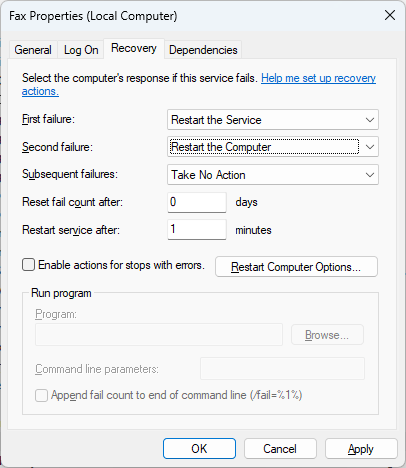 Fax Properties (Local Computer)
General Log On Recovery Dependencies
Select the computer's response if this service fails. Help me set up recovery
actions.
First failure: Restart the Service
Second failure: Restart the Computer
Subsequent failures: Take No Action
Reset fail count after: 0 days
Restart service after: 1 minutes
Enable actions for stops with errors. Restart Computer Options...
Run program
Program:
Browse...
Command line parameters:
Append fail count to end of command line (/fail=%1%)
OK Cancel Apply